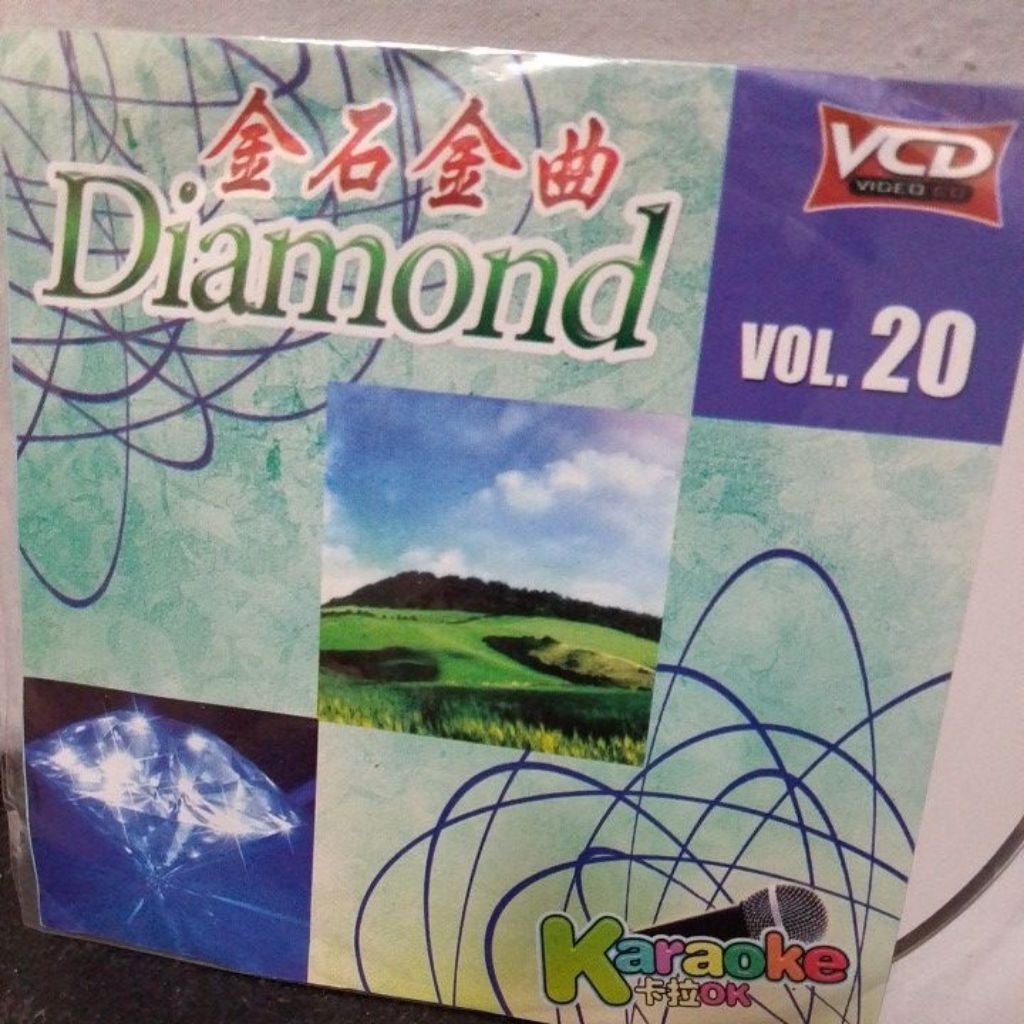 金石金曲
Diamond
VCD
VIDEO CD
VOL. 20
Karaoke
卡拉OK